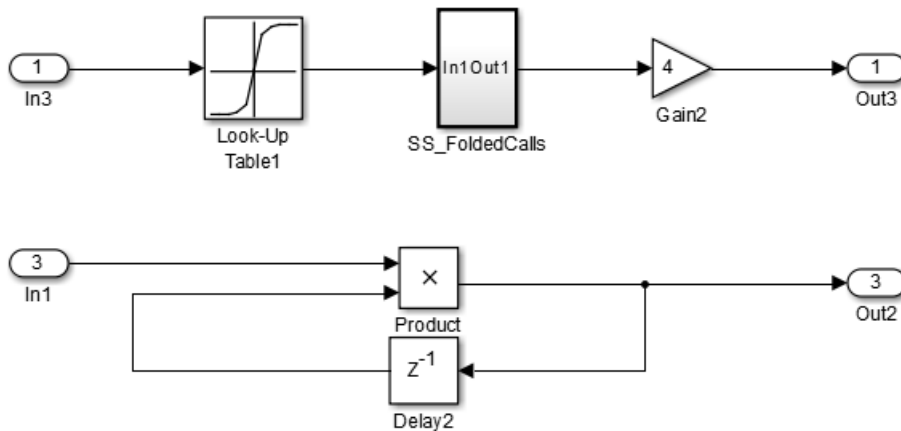 1
In3
Look-Up
Table1
In1Out1
SS_FoldedCalls
4
Gain2
1
Out3
3
In1
×
Product
Z^-1
Delay2
3
Out2